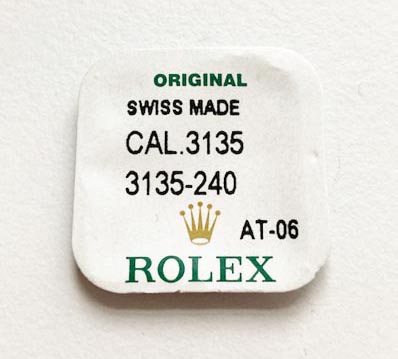 ORIGINAL
SWISS MADE
CAL.3135
3135-240
AT-06
ROLEX